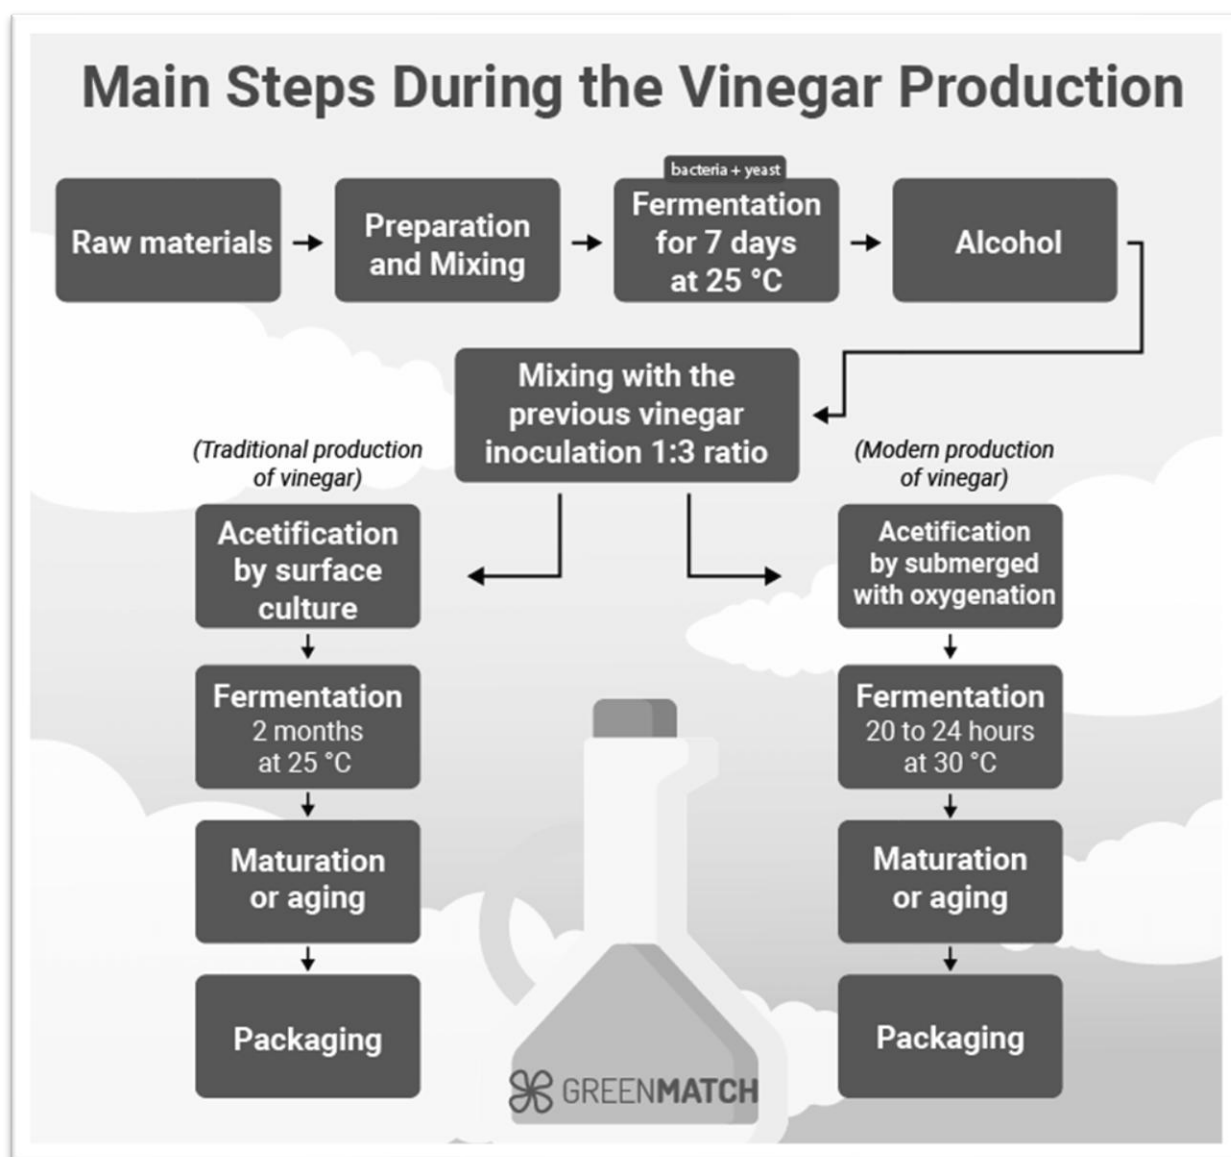 Main Steps During the Vinegar Production
Raw materials
Preparation
and Mixing
bacteria + yeast
Fermentation
for 7 days
at 25 °C
Alcohol
Mixing with the
previous vinegar
inoculation 1:3 ratio
(Traditional production
of vinegar)
Acetification
by surface
culture
Fermentation
2 months
at 25 °C
Maturation
or aging
Packaging
(Modern production
of vinegar)
Acetification
by submerged
with oxygenation
Fermentation
20 to 24 hours
at 30 °C
Maturation
or aging
Packaging
GREENMATCH